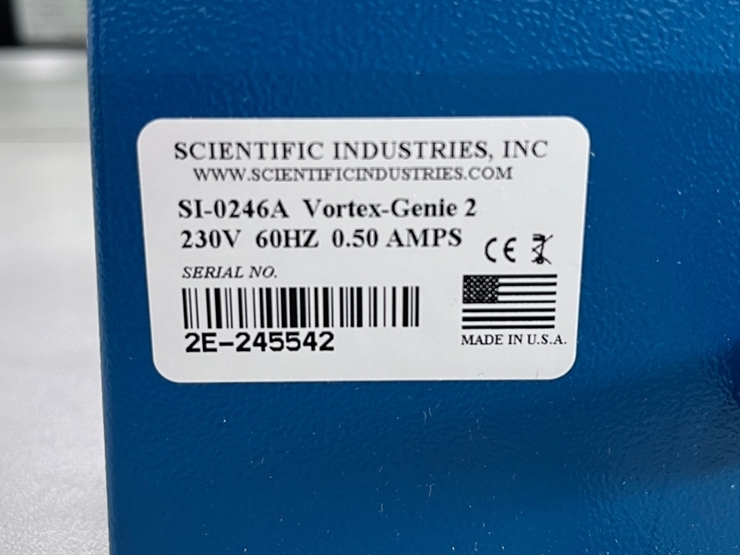 SCIENTIFIC INDUSTRIES, INC
WWW.SCIENTIFICINDUSTRIES.COM
SI-0246A Vortex-Genie 2
230V 60HZ 0.50 AMPS
CE
SERIAL NO.
2E-245542
MADE IN U.S.A.